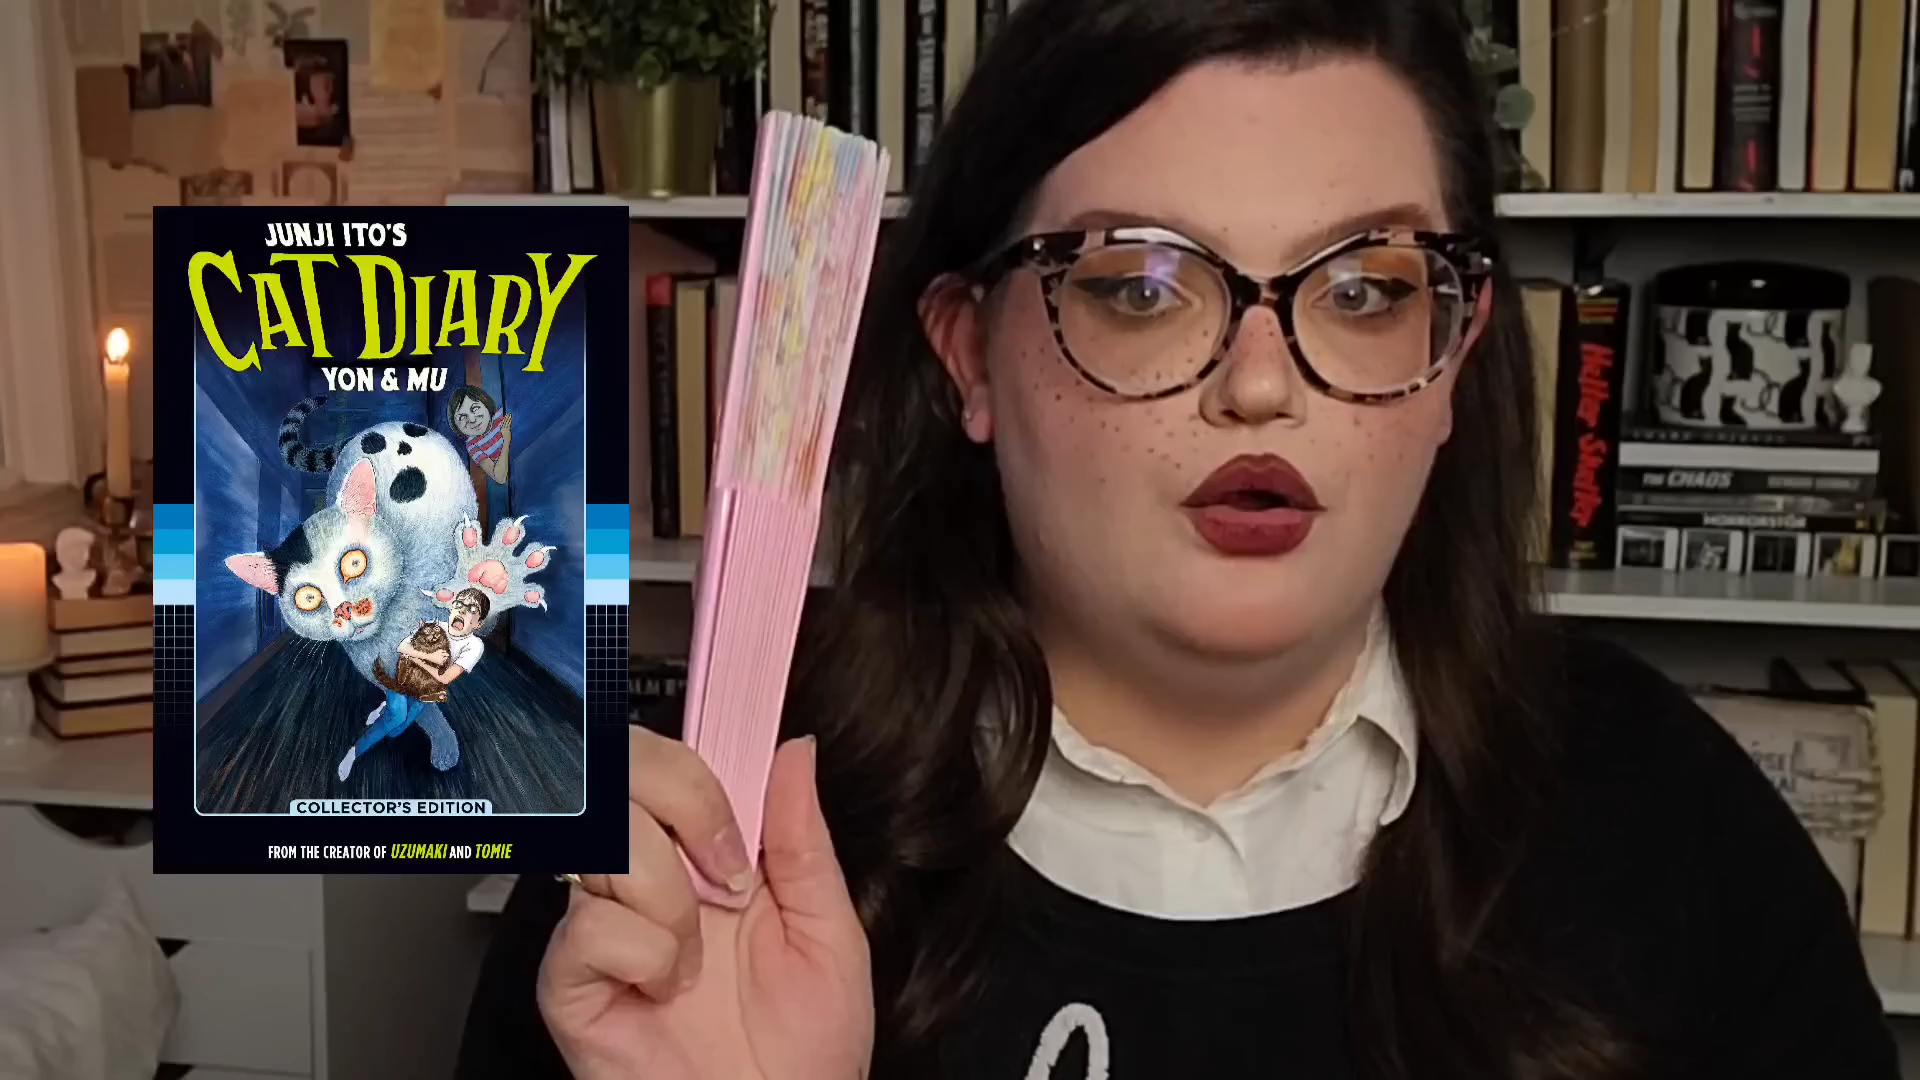 JUNJI ITO'S
CAT DIARY
YON & MU
COLLECTOR'S EDITION
FROM THE CREATOR OF UZUMAKI AND TOMIE
Helter Skelter
THE CHAOS
HORRORSTÖR